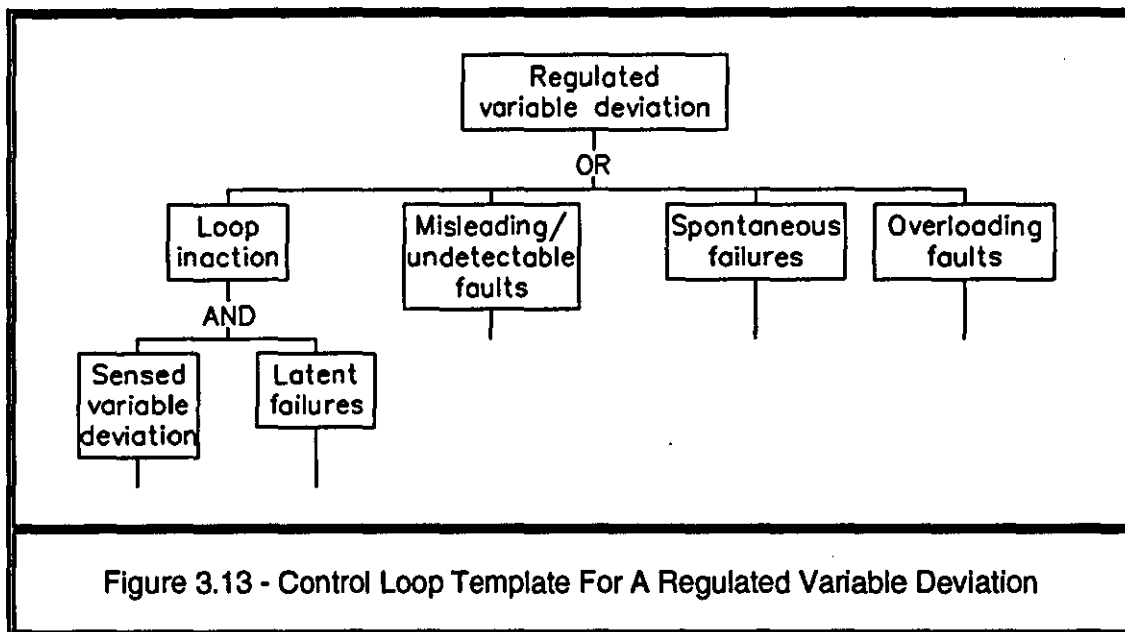 Regulated
variable deviation
OR
Loop
inaction
Misleading/
undetectable
faults
Spontaneous
failures
Overloading
faults
AND
Sensed
variable
deviation
Latent
failures
Figure 3.13 - Control Loop Template For A Regulated Variable Deviation